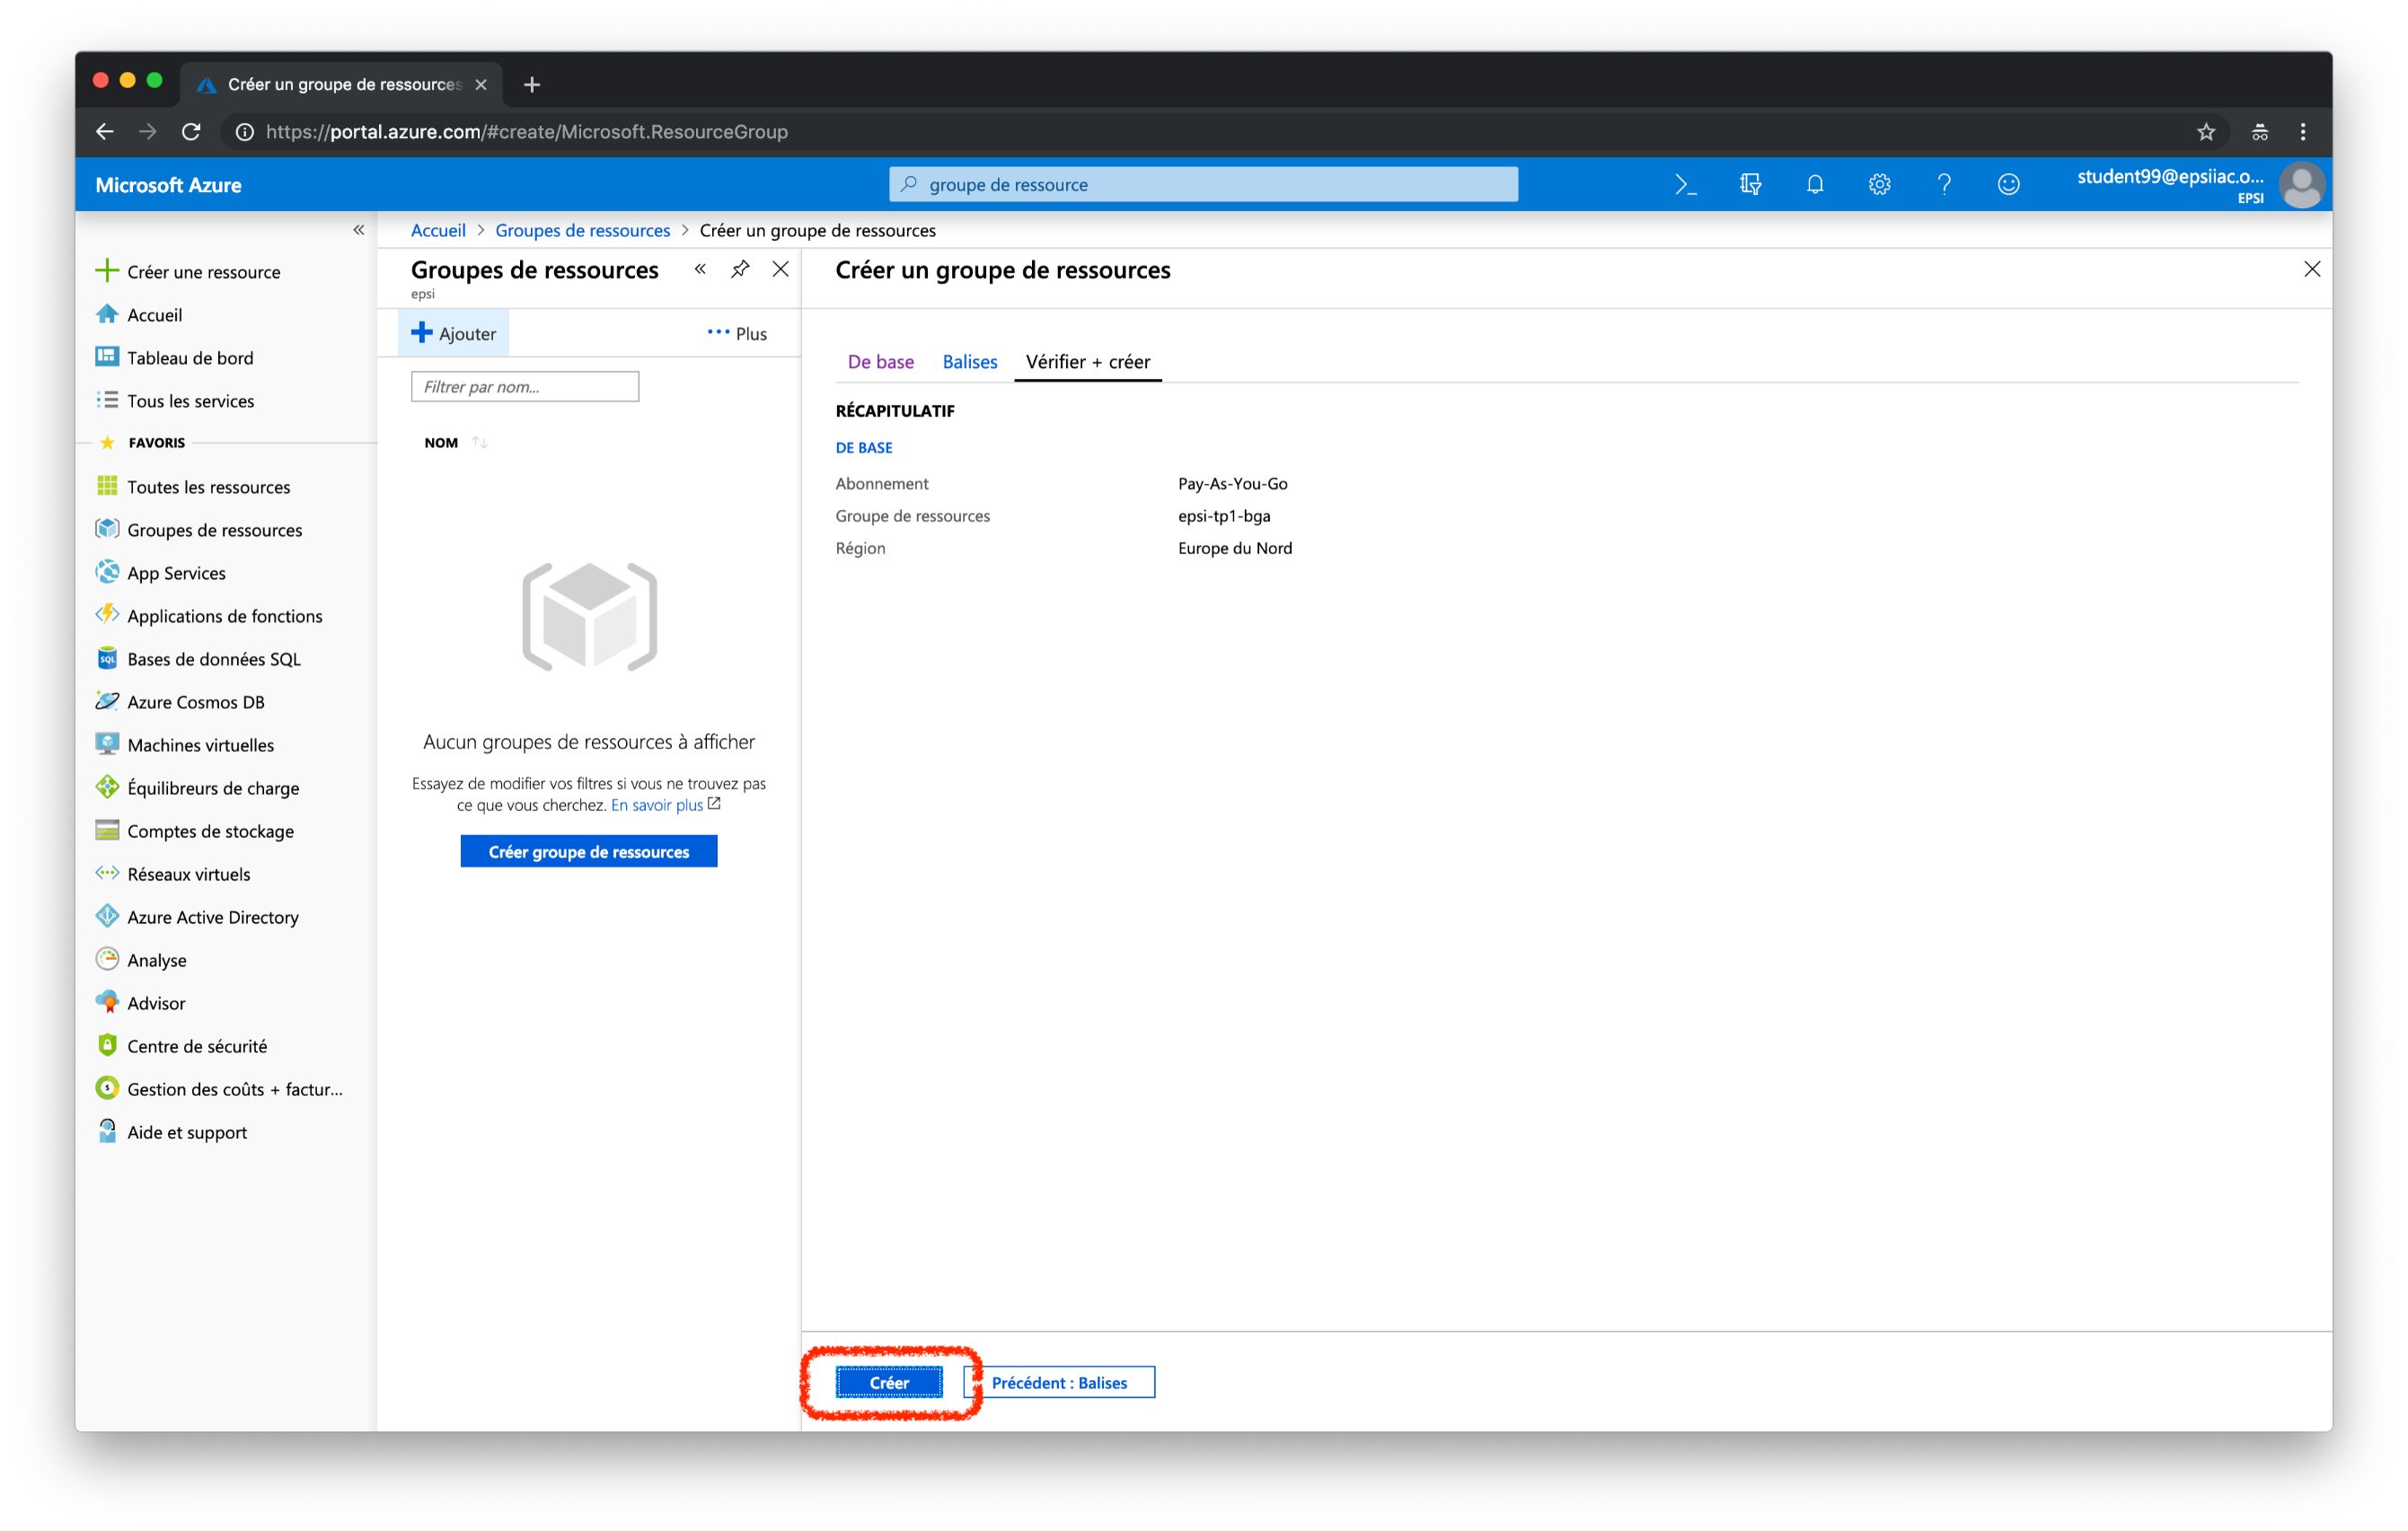 Créer un groupe de ressources
https://portal.azure.com/#create/Microsoft.ResourceGroup
Microsoft Azure
groupe de ressource
student99@epsiiac.o...
EPSI
Accueil > Groupes de ressources > Créer un groupe de ressources
Créer une ressource
Accueil
Tableau de bord
Tous les services
FAVORIS
Toutes les ressources
Groupes de ressources
App Services
Applications de fonctions
SQL
Bases de données SQL
Azure Cosmos DB
Machines virtuelles
Équilibreurs de charge
Comptes de stockage
Réseaux virtuels
Azure Active Directory
Analyse
Advisor
Centre de sécurité
Gestion des coûts + factur...
Aide et support
Groupes de ressources
epsi
Ajouter
Plus
Filtrer par nom...
NOM
Aucun groupes de ressources à afficher
Essayez de modifier vos filtres si vous ne trouvez pas
ce que vous cherchez. En savoir plus
Créer groupe de ressources
Créer un groupe de ressources
De base Balises Vérifier + créer
RÉCAPITULATIF
DE BASE
Abonnement Pay-As-You-Go
Groupe de ressources epsi-tp1-bga
Région Europe du Nord
Créer
Précédent : Balises